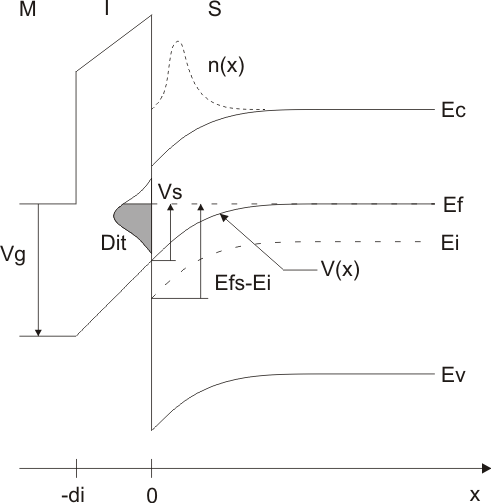 M I S
n(x)
Ec
Vs
Ef
Dit
Ei
Vg
V(x)
Efs-Ei
Ev
-di 0 x